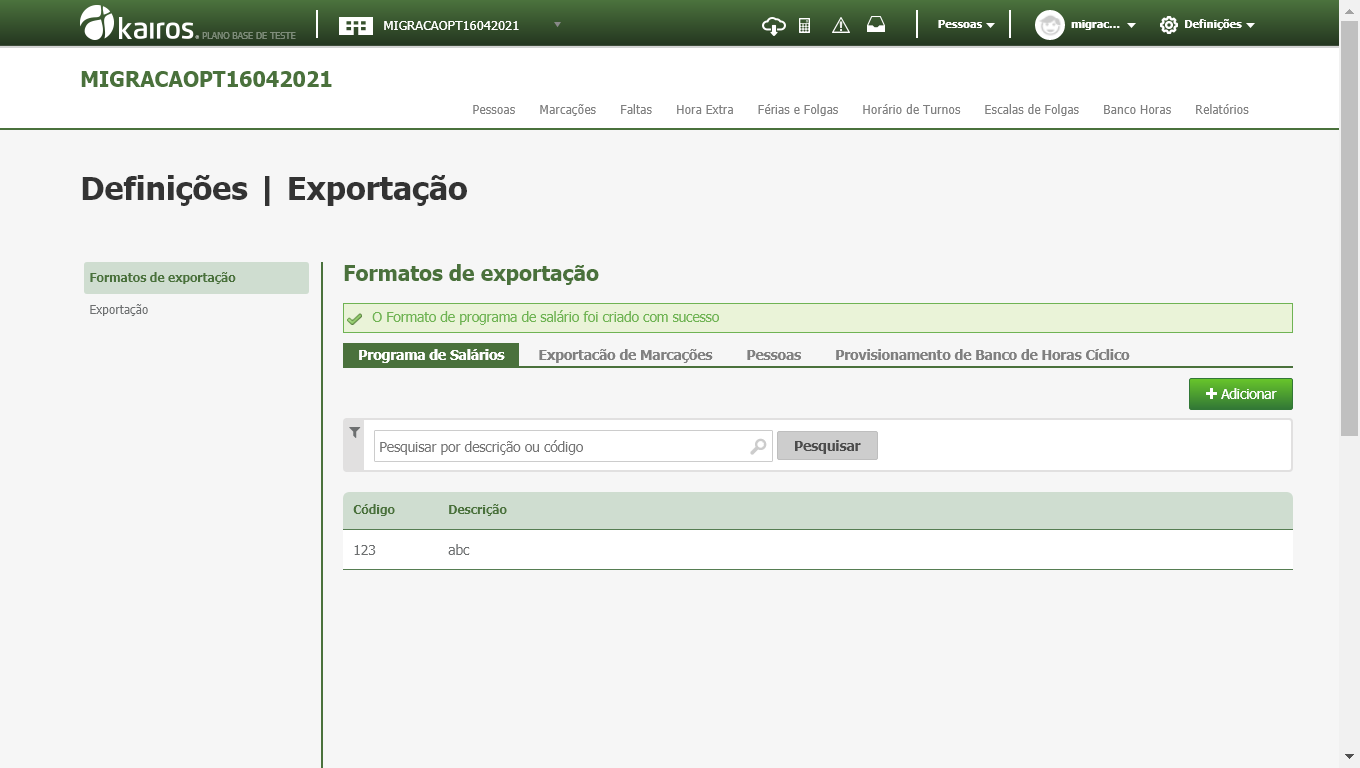 kairos. PLANO BASE DE TESTE MIGRACAOPT16042021 Pessoas migrac... Definições
MIGRACAOPT16042021
Pessoas Marcações Faltas Hora Extra Férias e Folgas Horário de Turnos Escalas de Folgas Banco Horas Relatórios
Definições | Exportação
Formatos de exportação
Exportação
Formatos de exportação
O Formato de programa de salário foi criado com sucesso
Programa de Salários Exportacão de Marcações Pessoas Provisionamento de Banco de Horas Cíclico
+ Adicionar
Pesquisar por descrição ou código Pesquisar
Código Descrição
123 abc